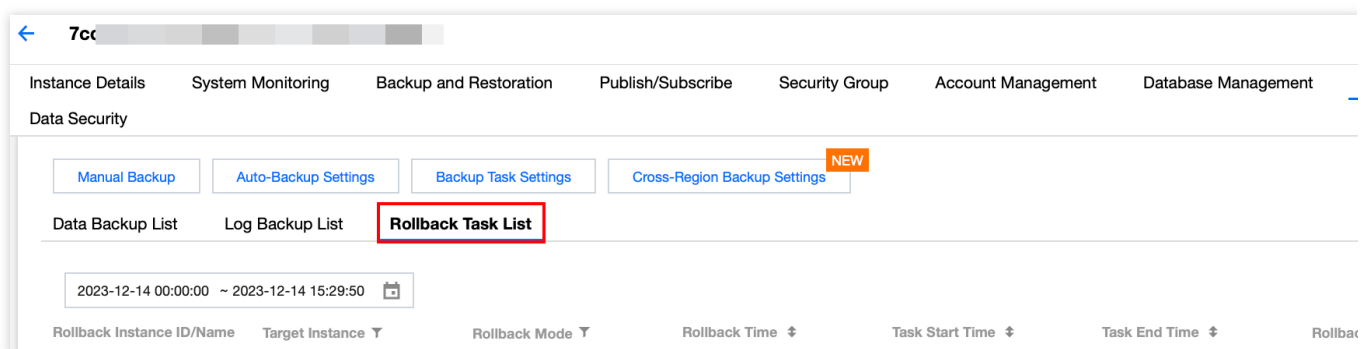 7cc
Instance Details System Monitoring Backup and Restoration Publish/Subscribe Security Group Account Management Database Management
Data Security
NEW
Manual Backup Auto-Backup Settings Backup Task Settings Cross-Region Backup Settings
Data Backup List Log Backup List Rollback Task List
2023-12-14 00:00:00 ~ 2023-12-14 15:29:50
Rollback Instance ID/Name Target Instance Rollback Mode Rollback Time Task Start Time Task End Time